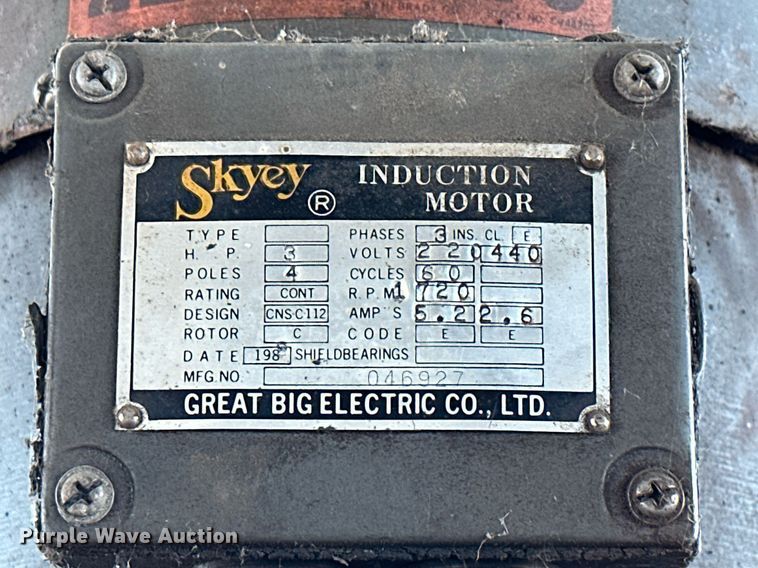 Skyey ® INDUCTION MOTOR
TYPE PHASES 3 INS. CL. E
H. P. 3 VOLTS 220 440
POLES 4 CYCLES 60
RATING CONT R.P.M. 1720
DESIGN CNS·C112 AMP'S 5.2 2.6
ROTOR C CODE E E
DATE 198 SHIELDBEARINGS
MFG.NO. 046927
GREAT BIG ELECTRIC CO., LTD.
Purple Wave Auction